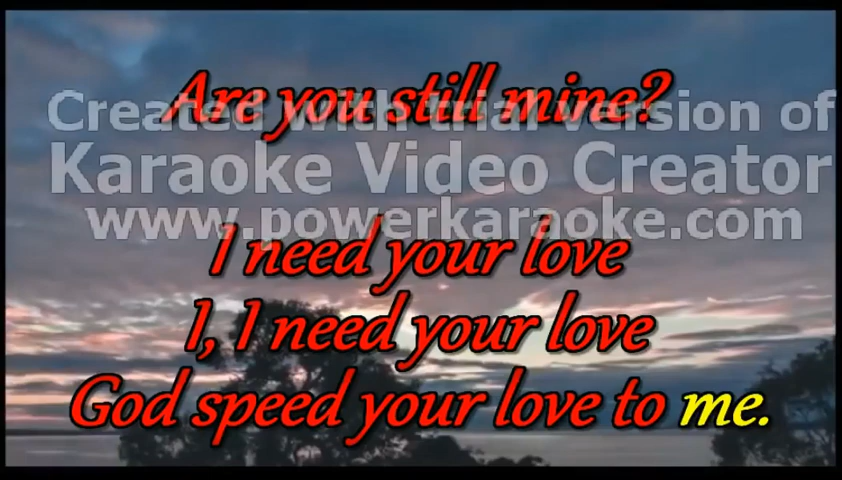 Are you still mine?
Created with trial version of
Karaoke Video Creator
www.powerkaraoke.com
I need your love
I, I need your love
God speed your love to me.